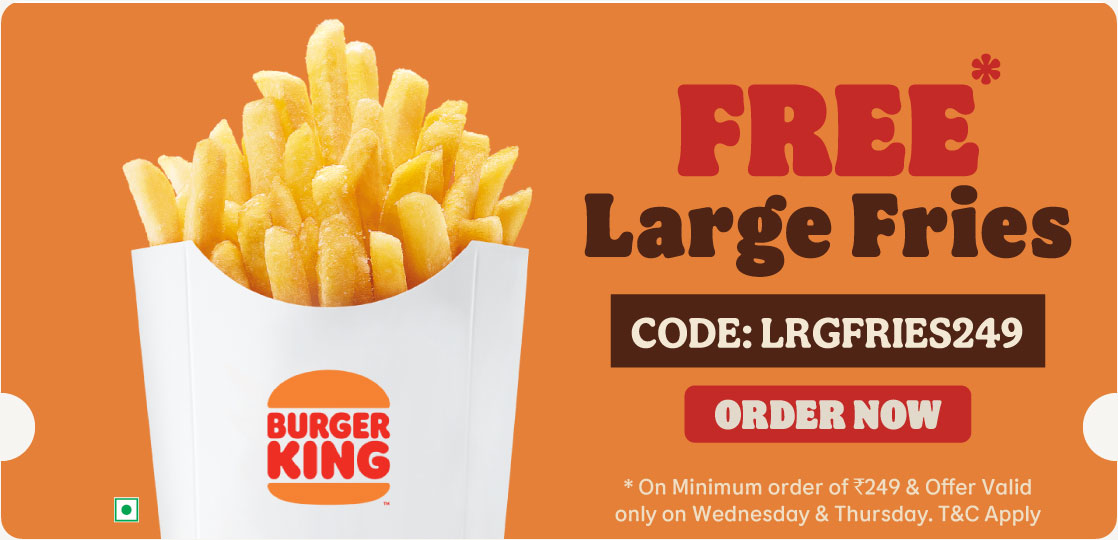 FREE*
Large Fries
CODE: LRGFRIES249
ORDER NOW
BURGER
KING
™
* On Minimum order of ₹249 & Offer Valid
only on Wednesday & Thursday. T&C Apply